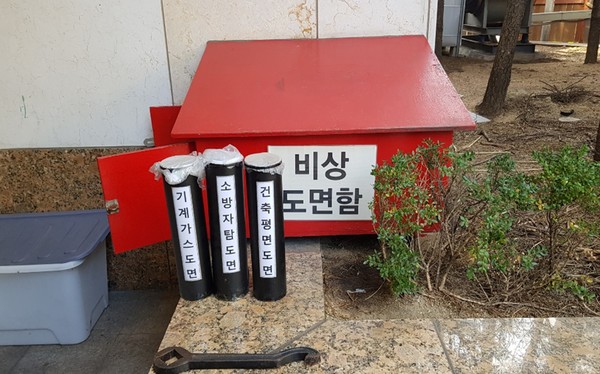 비상
도면함
기계가스도면
소방자탐도면
건축평면도면